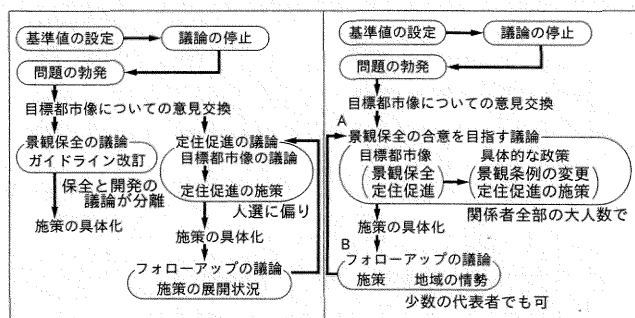 基準値の設定 議論の停止
問題の勃発
目標都市像についての意見交換
景観保全の議論
ガイドライン改訂
保全と開発の
議論が分離
施策の具体化
定住促進の議論
目標都市像の議論
定住促進の施策
人選に偏り
施策の具体化
フォローアップの議論
施策の展開状況
基準値の設定 議論の停止
問題の勃発
目標都市像についての意見交換
A
景観保全の合意を目指す議論
目標都市像 具体的な政策
(景観保全 (景観条例の変更
定住促進) 定住促進の施策)
関係者全部の大人数で
施策の具体化
B
フォローアップの議論
施策 地域の情勢
少数の代表者でも可